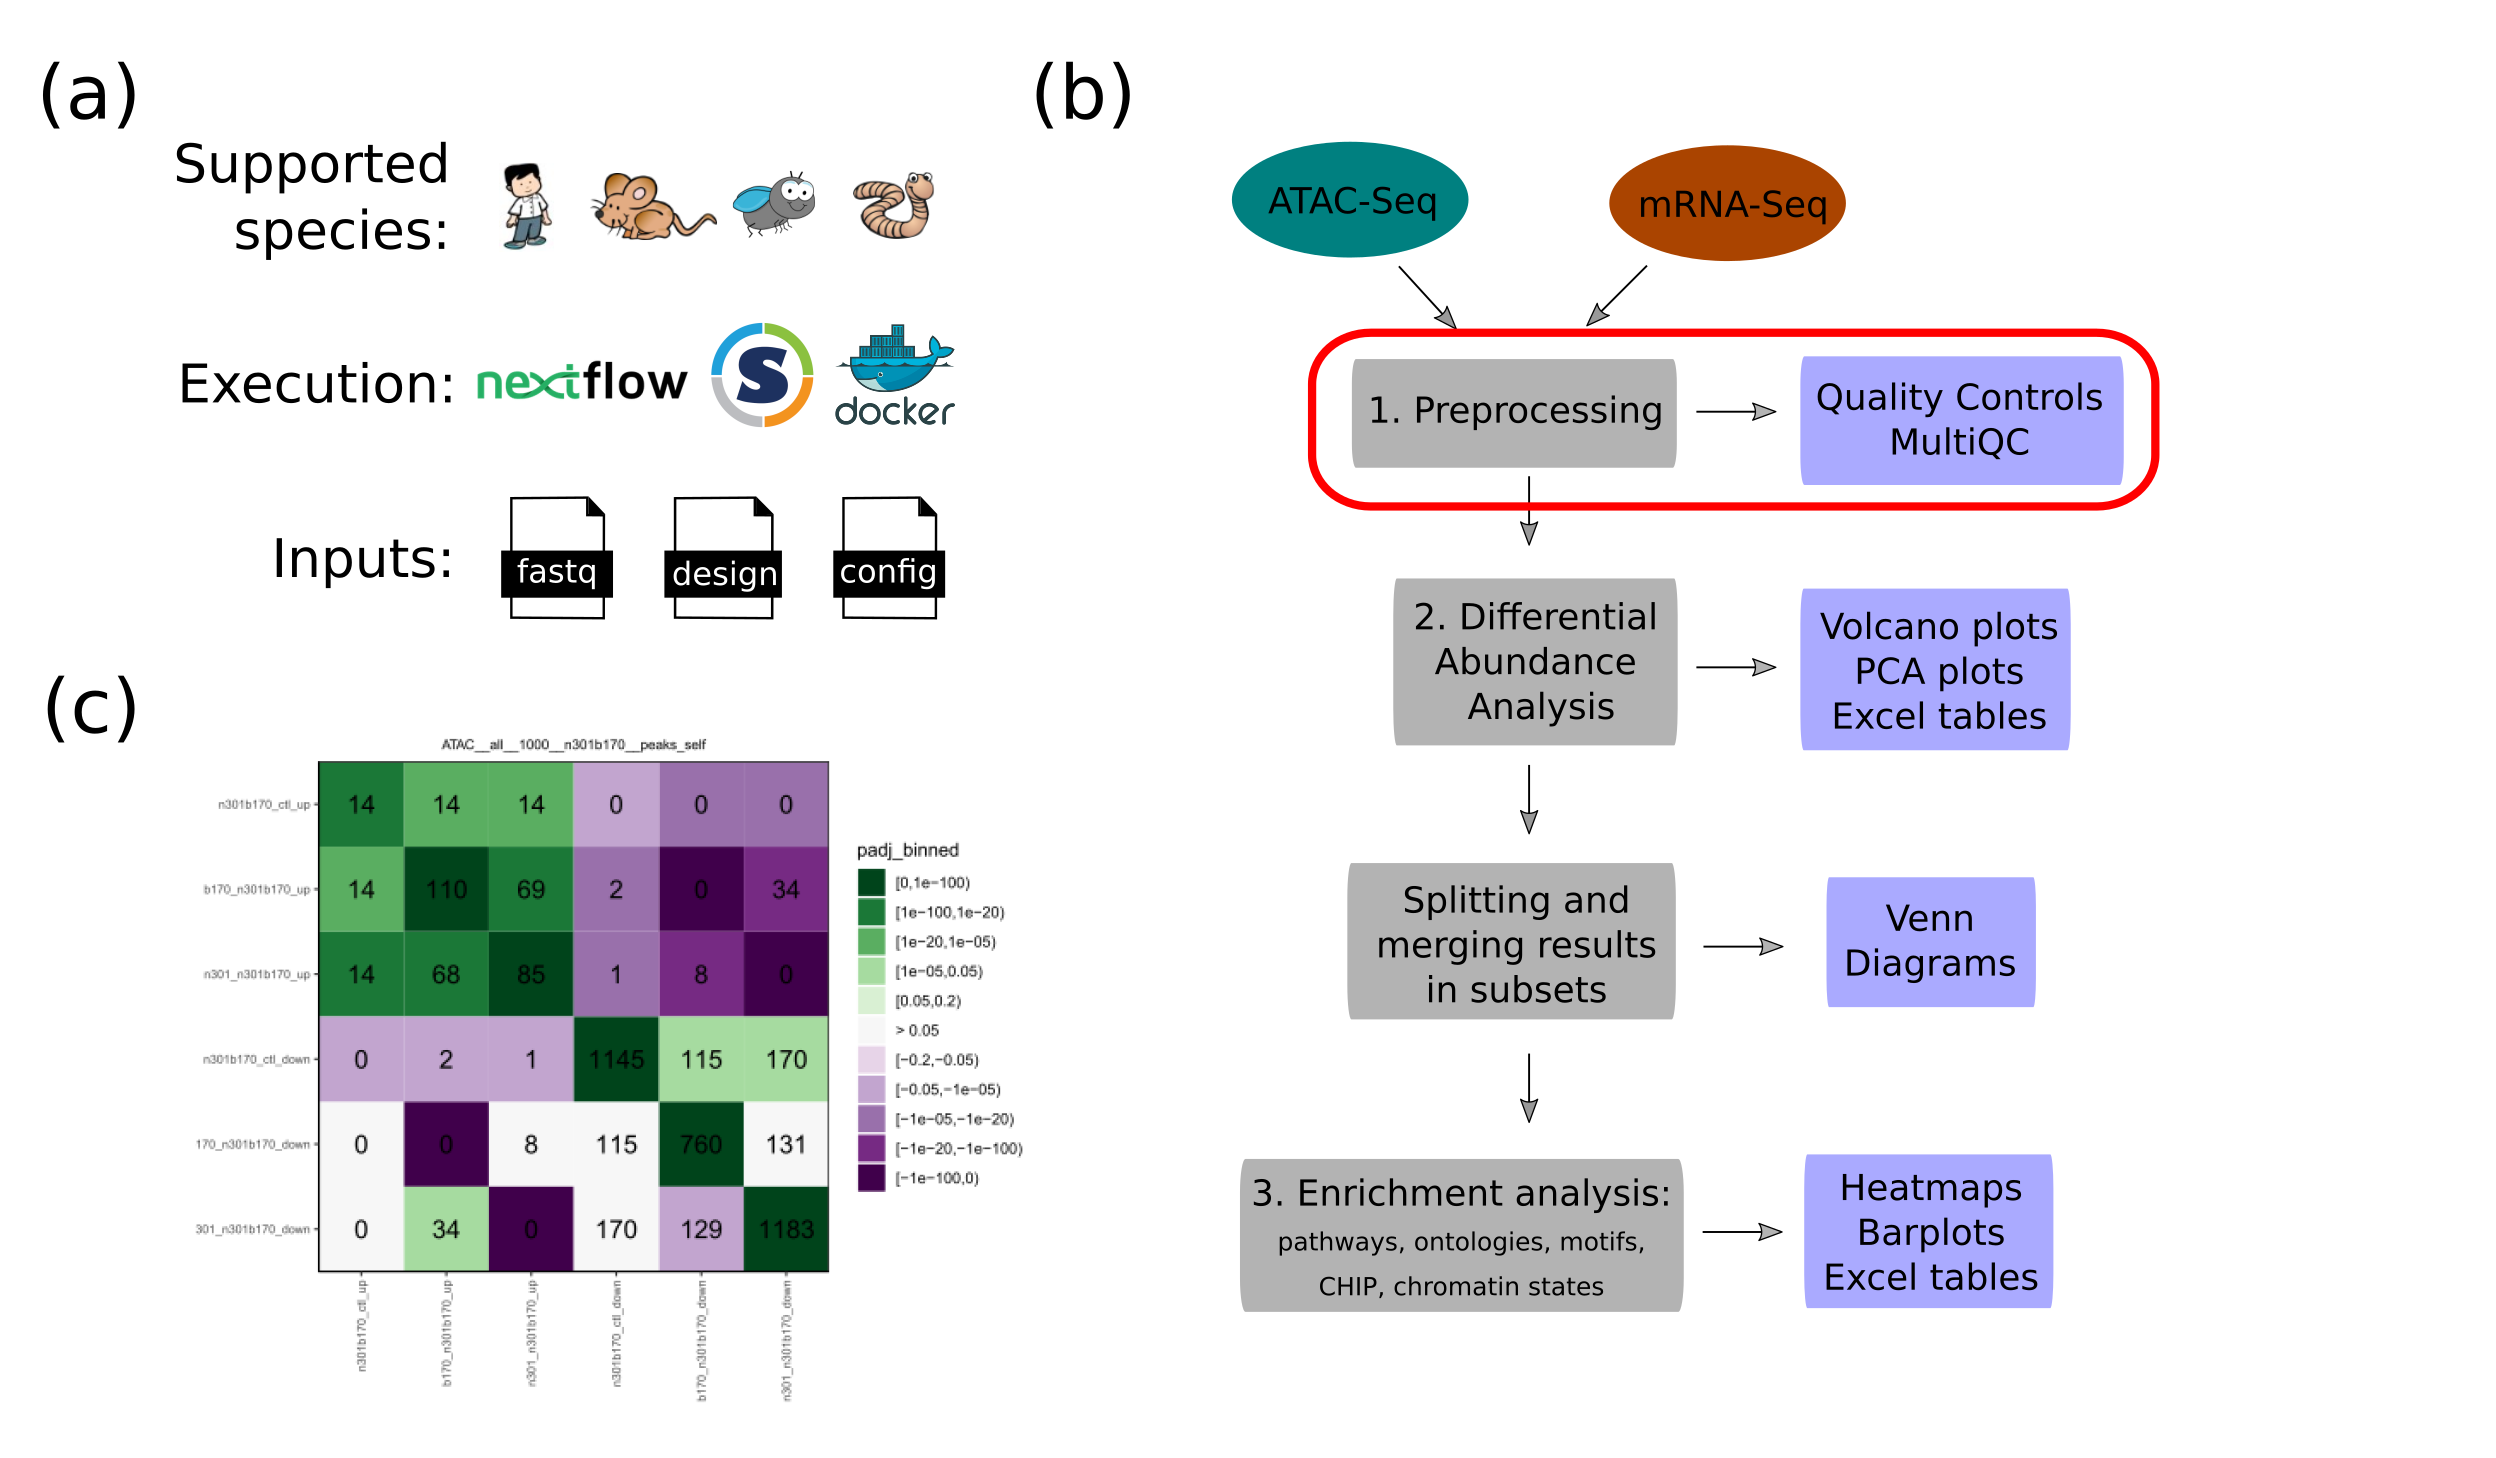 (a)
Supported
species:
Execution:
nextflow
S
docker
Inputs:
fastq
design
config
(b)
ATAC-Seq
mRNA-Seq
1. Preprocessing
Quality Controls
MultiQC
2. Differential
Abundance
Analysis
Volcano plots
PCA plots
Excel tables
Splitting and
merging results
in subsets
Venn
Diagrams
3. Enrichment analysis:
pathways, ontologies, motifs,
CHIP, chromatin states
Heatmaps
Barplots
Excel tables
(c)
ATAC__all__1000__n301b170__peaks_self
n301b170_ctl_up 14 14 14 0 0 0
b170_n301b170_up 14 110 69 2 0 34
n301_n301b170_up 14 68 85 1 8 0
n301b170_ctl_down 0 2 1 1145 115 170
170_n301b170_down 0 0 8 115 760 131
301_n301b170_down 0 34 0 170 129 1183
n301b170_ctl_up
b170_n301b170_up
n301_n301b170_up
n301b170_ctl_down
b170_n301b170_down
n301_n301b170_down
padj_binned
[0,1e−100)
[1e−100,1e−20)
[1e−20,1e−05)
[1e−05,0.05)
[0.05,0.2)
> 0.05
[−0.2,−0.05)
[−0.05,−1e−05)
[−1e−05,−1e−20)
[−1e−20,−1e−100)
[−1e−100,0)